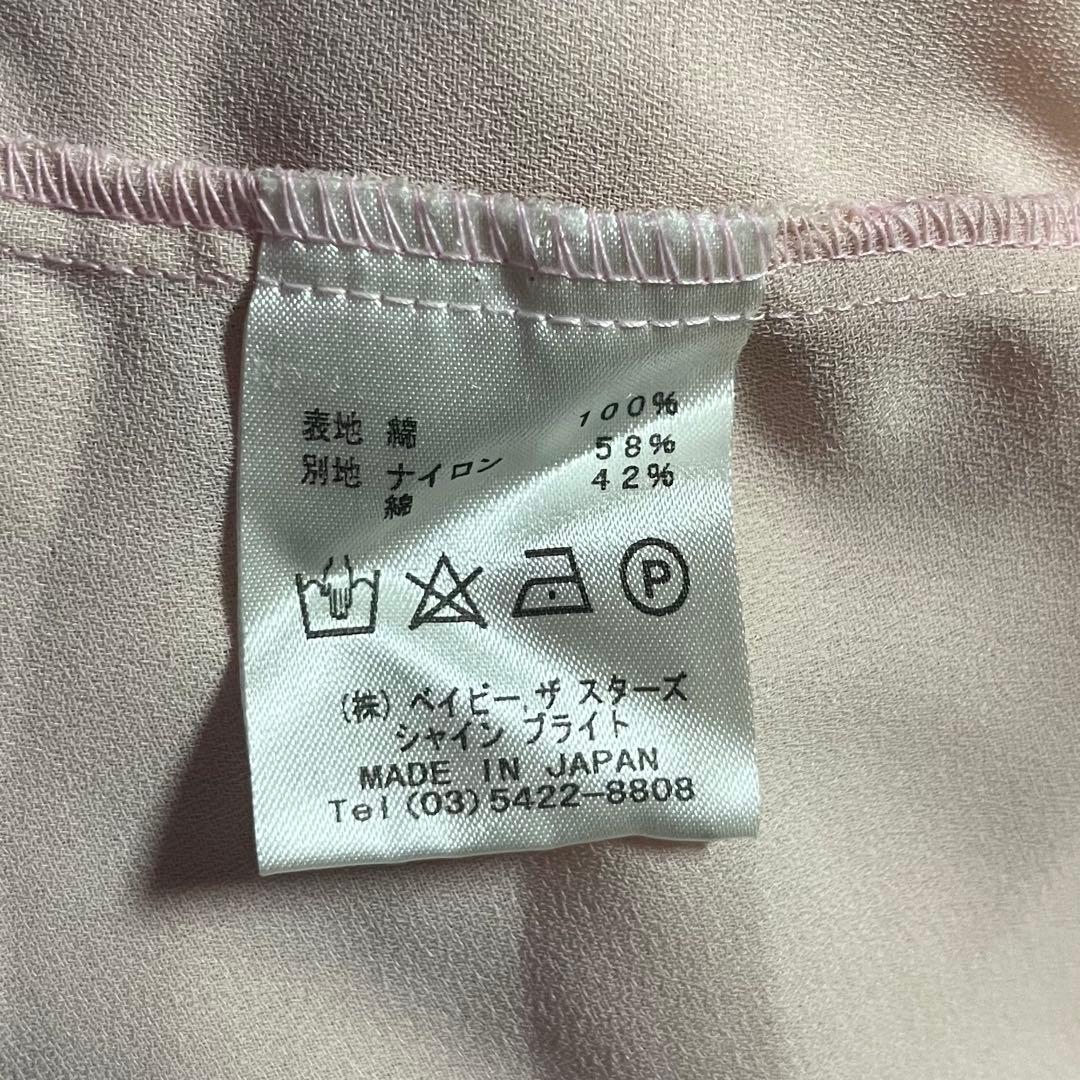 表地 綿 100%
別地 ナイロン 58%
綿 42%
P
(株) ベイビー,ザ スターズ
シャイン ブライト
MADE IN JAPAN
Tel (03) 5422-8808